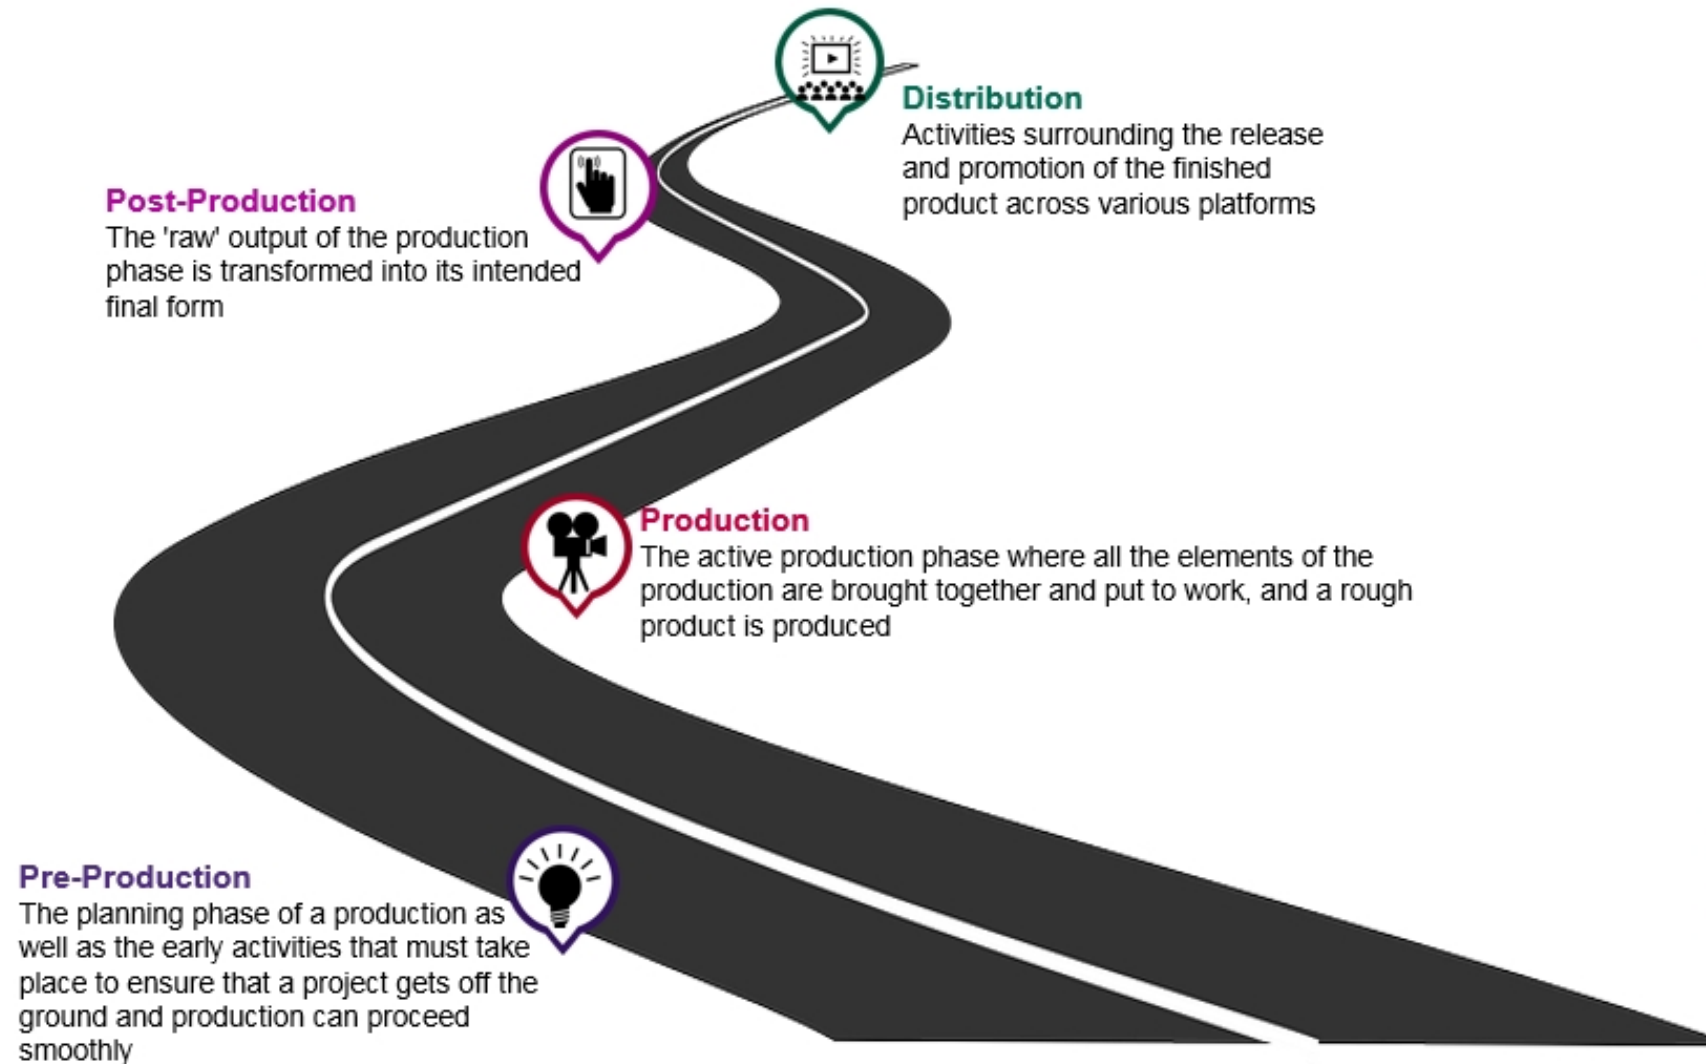 Distribution
Activities surrounding the release
and promotion of the finished
product across various platforms
Post-Production
The 'raw' output of the production
phase is transformed into its intended
final form
Production
The active production phase where all the elements of the
production are brought together and put to work, and a rough
product is produced
Pre-Production
The planning phase of a production as
well as the early activities that must take
place to ensure that a project gets off the
ground and production can proceed
smoothly